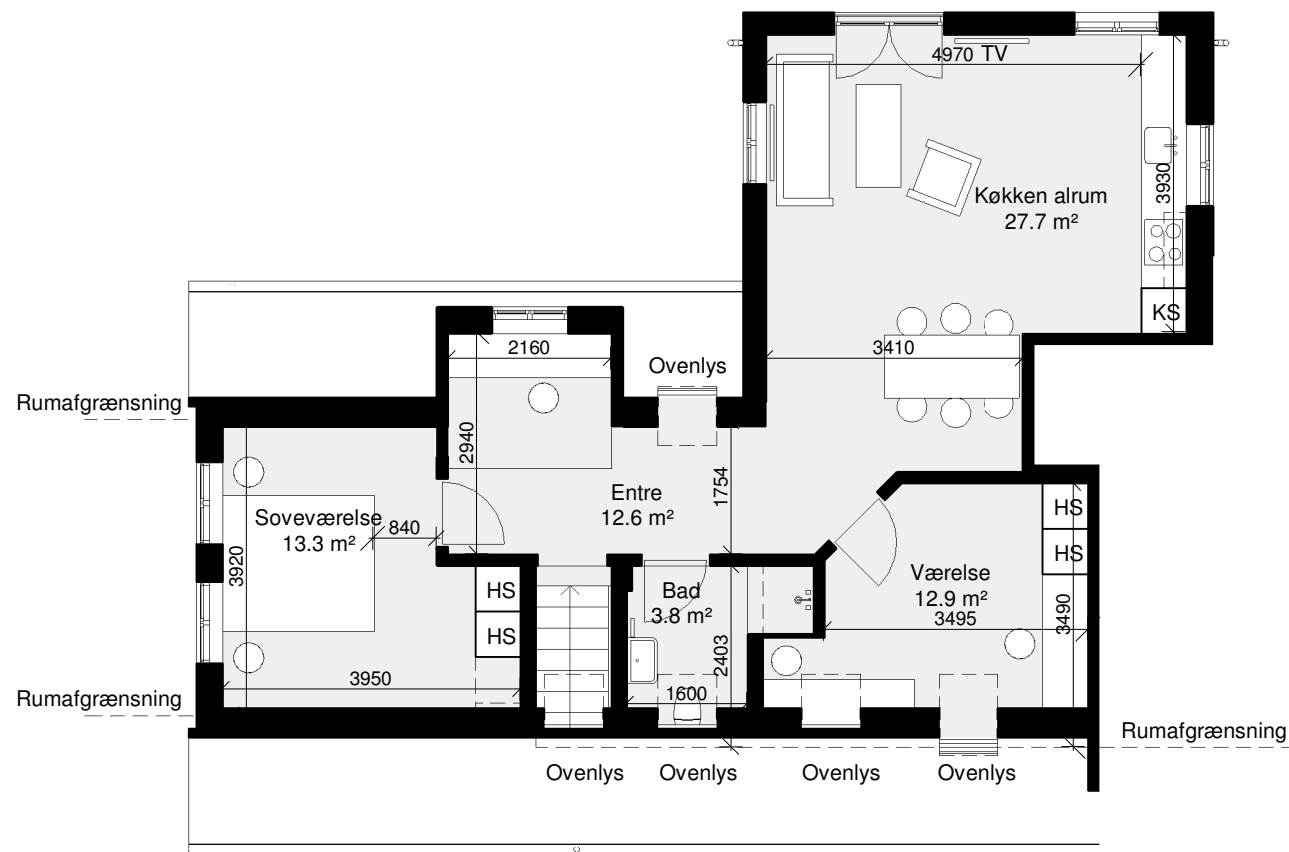 4970 TV
3930
Køkken alrum
27.7 m²
KS
2160
3410
Ovenlys
Rumafgrænsning
2940
1754
Entre
12.6 m²
Soveværelse
13.3 m²
840
3920
HS
HS
HS
HS
Bad
3.8 m²
Værelse
12.9 m²
3495
3490
2403
3950
1600
Rumafgrænsning
Rumafgrænsning
Ovenlys
Ovenlys
Ovenlys
Ovenlys